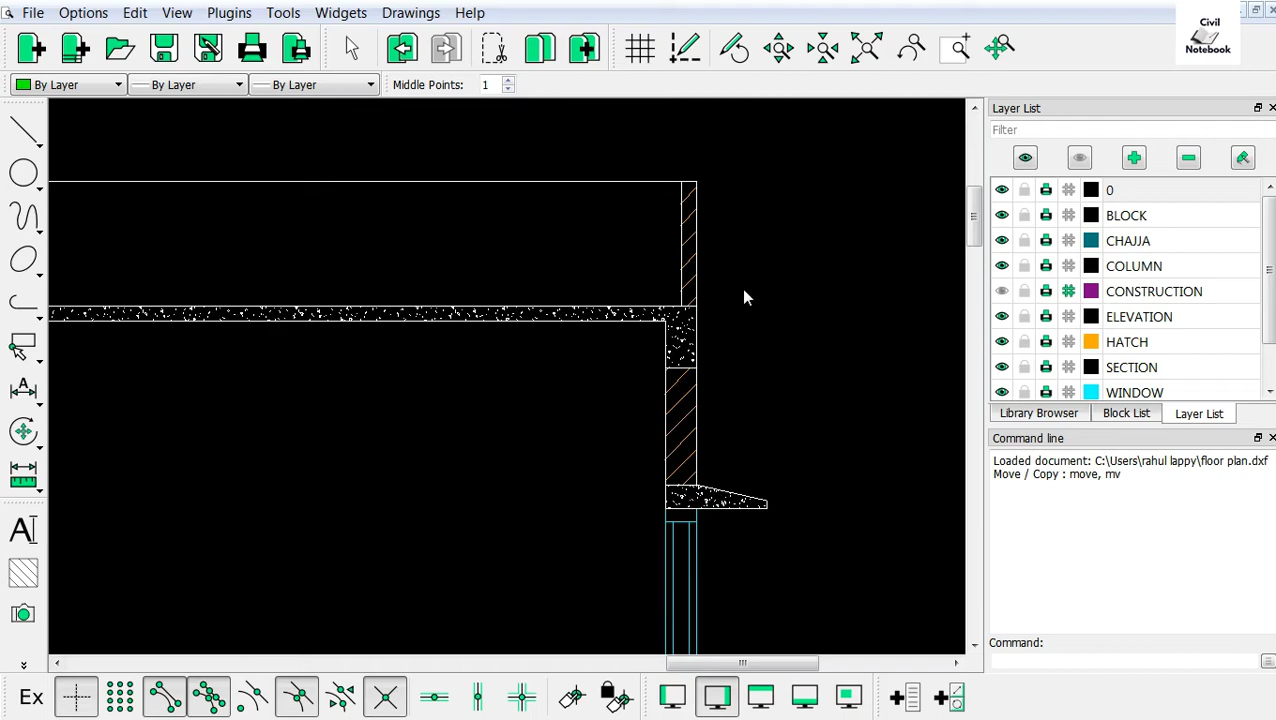 File Options Edit View Plugins Tools Widgets Drawings Help
Civil
Notebook
By Layer By Layer By Layer Middle Points: 1
Layer List
Filter
0
BLOCK
CHAJJA
COLUMN
CONSTRUCTION
ELEVATION
HATCH
SECTION
WINDOW
Library Browser Block List Layer List
Command line
Loaded document: C:\Users\rahul lappy\floor plan.dxf
Move / Copy : move, mv
Command:
A
A
Ex